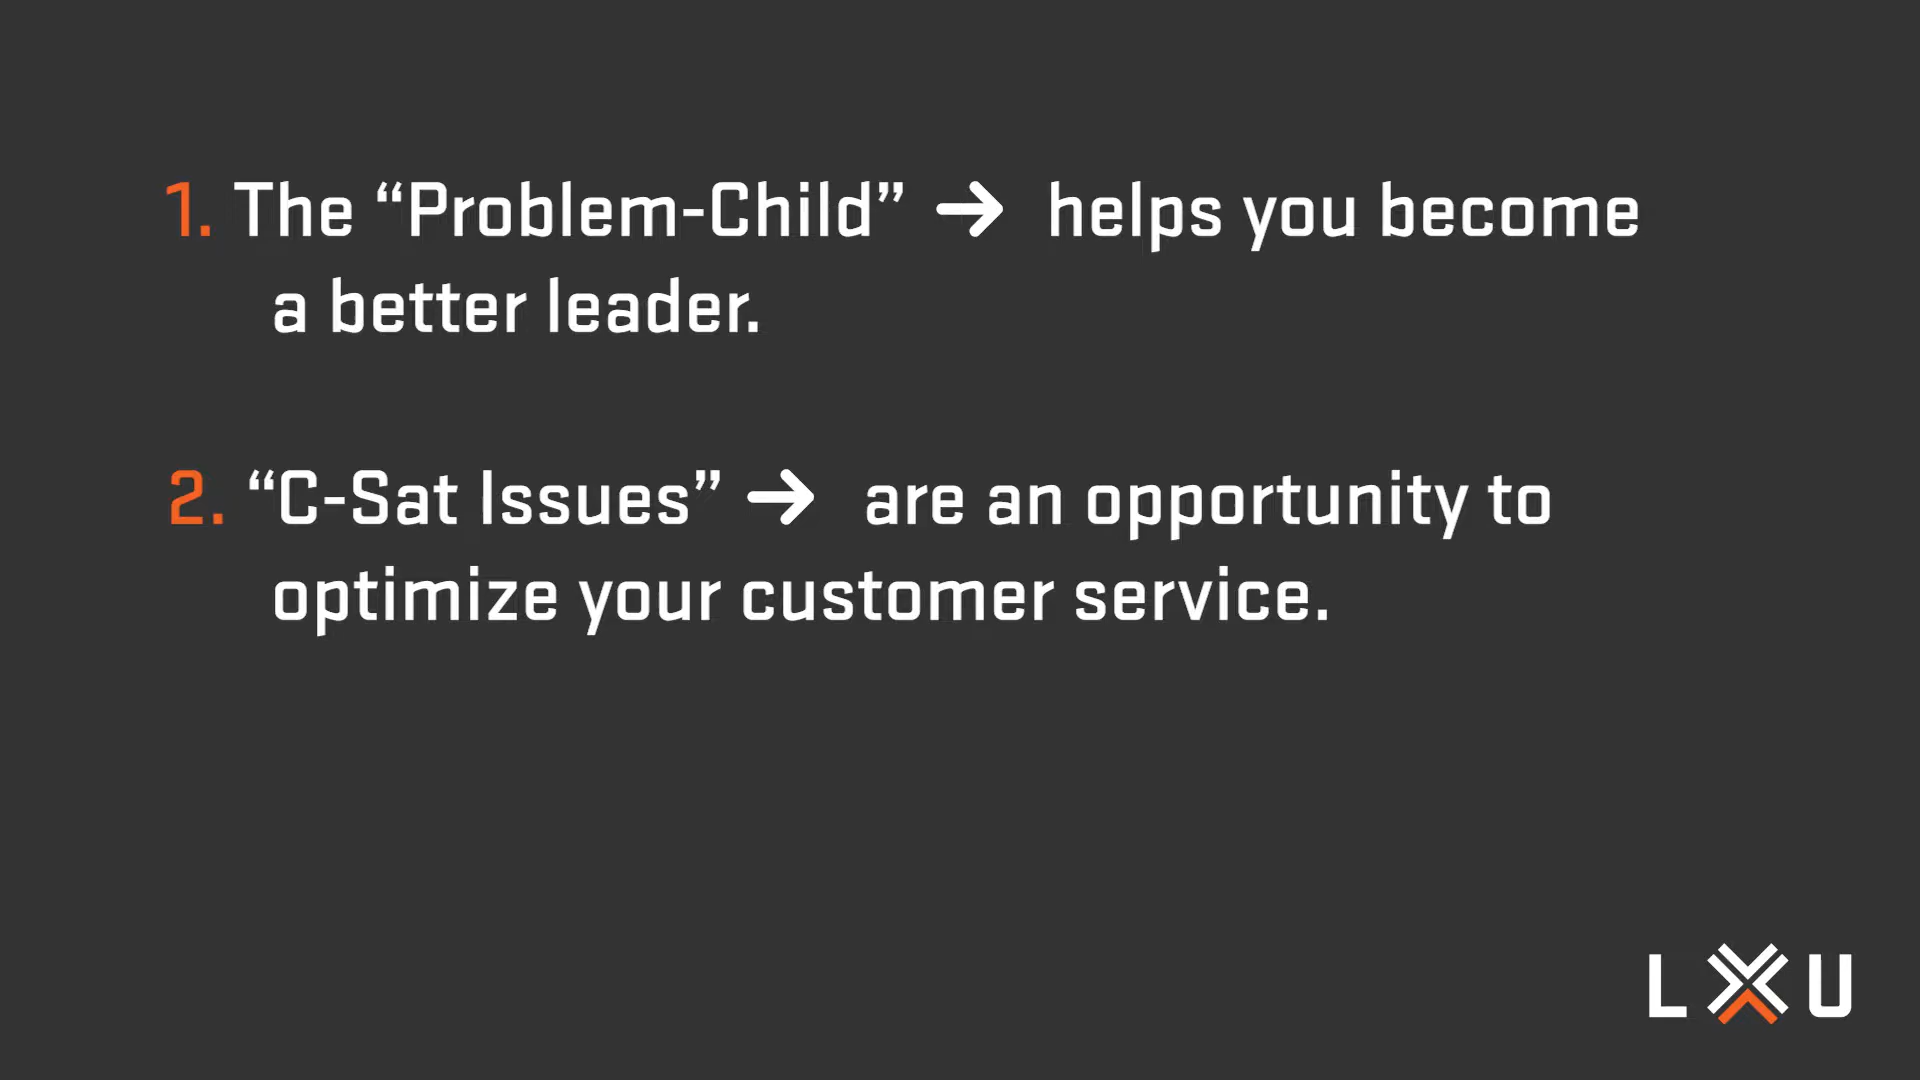 1. The “Problem-Child” → helps you become
a better leader.
2. “C-Sat Issues” → are an opportunity to
optimize your customer service.
LXU